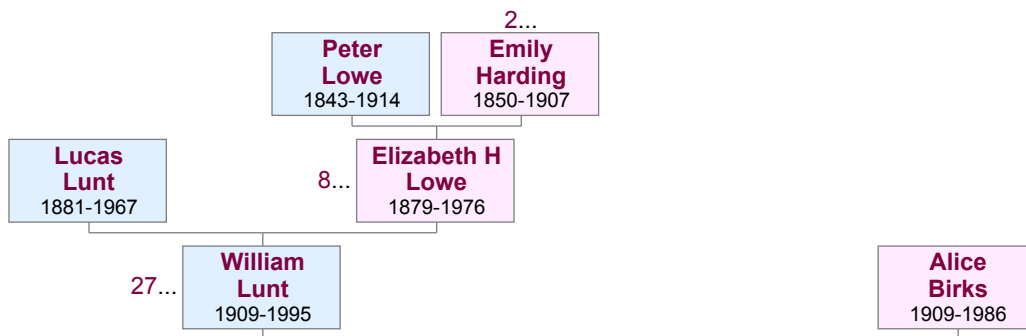 2...
Peter
Lowe
1843-1914
Emily
Harding
1850-1907
Lucas
Lunt
1881-1967
8...
Elizabeth H
Lowe
1879-1976
27...
William
Lunt
1909-1995
Alice
Birks
1909-1986